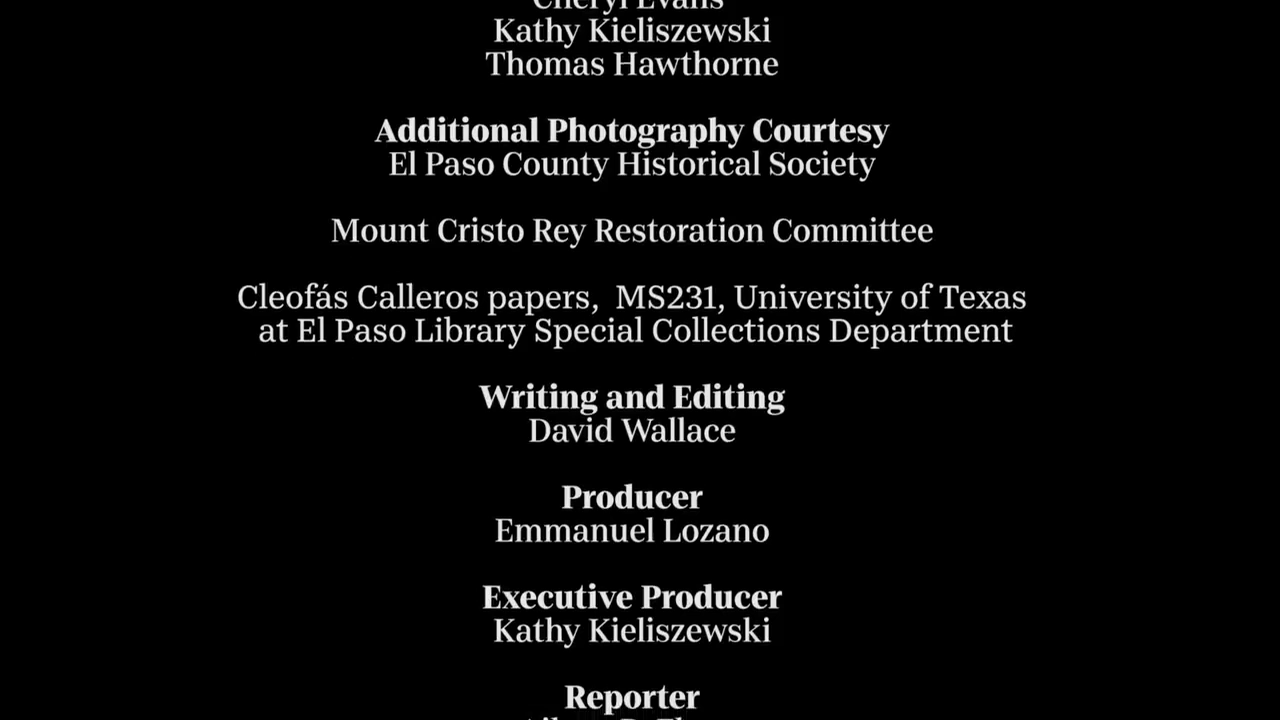 Cheryl Evans
Kathy Kieliszewski
Thomas Hawthorne
Additional Photography Courtesy
El Paso County Historical Society
Mount Cristo Rey Restoration Committee
Cleofás Calleros papers,  MS231, University of Texas
at El Paso Library Special Collections Department
Writing and Editing
David Wallace
Producer
Emmanuel Lozano
Executive Producer
Kathy Kieliszewski
Reporter